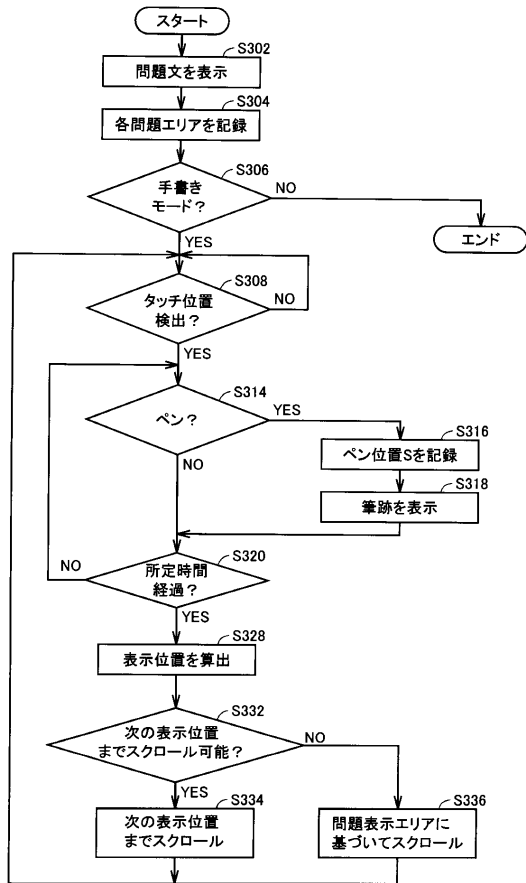 スタート
S302
問題文を表示
S304
各問題エリアを記録
S306
手書き
モード？
NO
YES
エンド
S308
タッチ位置
検出？
NO
YES
S314
ペン？
YES
NO
S316
ペン位置Sを記録
S318
筆跡を表示
S320
所定時間
経過？
NO
YES
S328
表示位置を算出
S332
次の表示位置
までスクロール可能？
NO
YES
S334
次の表示位置
までスクロール
S336
問題表示エリアに
基づいてスクロール